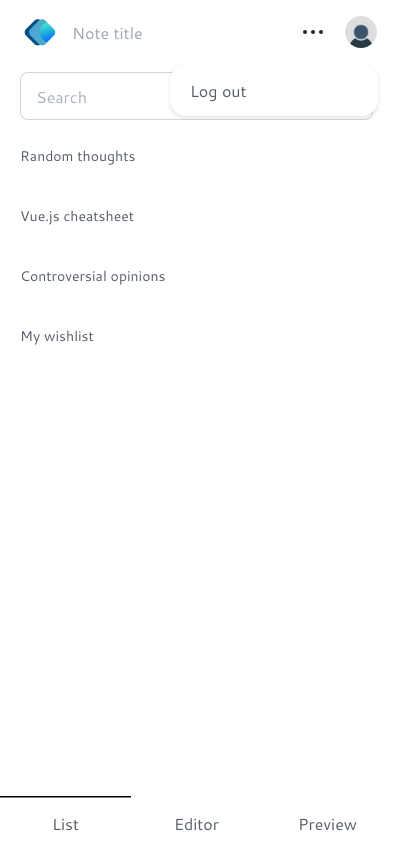 Note title
Log out
Search
Random thoughts
Vue.js cheatsheet
Controversial opinions
My wishlist
List
Editor
Preview